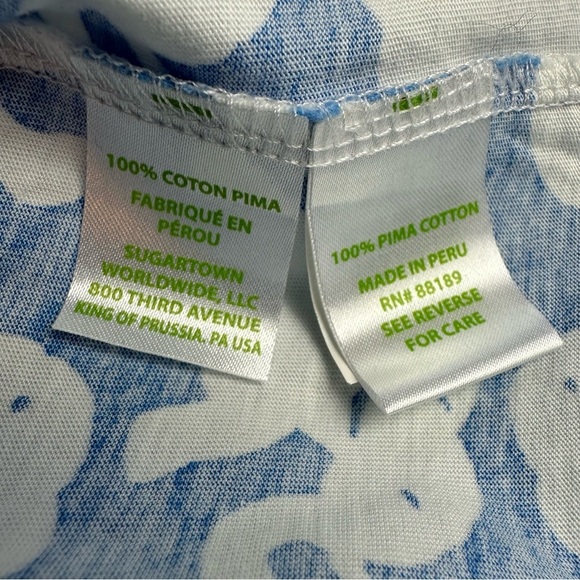 100% COTON PIMA
FABRIQUÉ EN
PÉROU
SUGARTOWN
WORLDWIDE, LLC
800 THIRD AVENUE
KING OF PRUSSIA, PA USA
100% PIMA COTTON
MADE IN PERU
RN# 88189
SEE REVERSE
FOR CARE